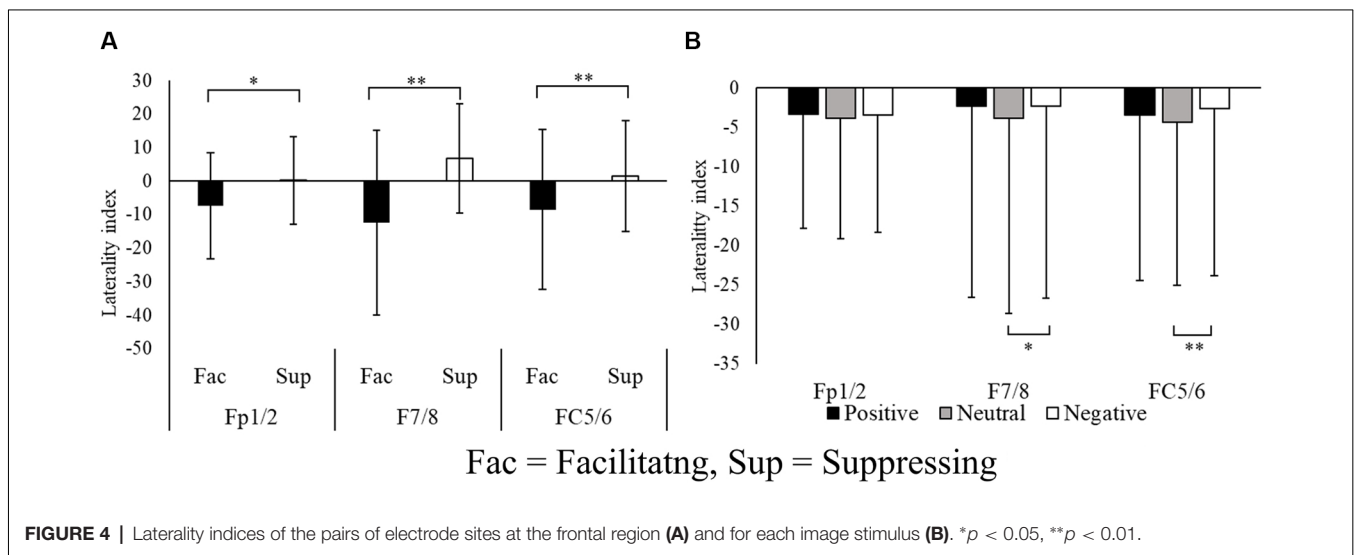 A
B
Laterality index
30
20
10
0
-10
-20
-30
-40
-50
* ** **
Fac Sup Fac Sup Fac Sup
Fp1/2 F7/8 FC5/6
Lateralitty index
0
-5
-10
-15
-20
-25
-30
-35
* **
Fp1/2 F7/8 FC5/6
Positive Neutral Negative
Fac = Facilitatng, Sup = Suppressing
FIGURE 4 | Laterality indices of the pairs of electrode sites at the frontal region (A) and for each image stimulus (B). *p < 0.05, **p < 0.01.